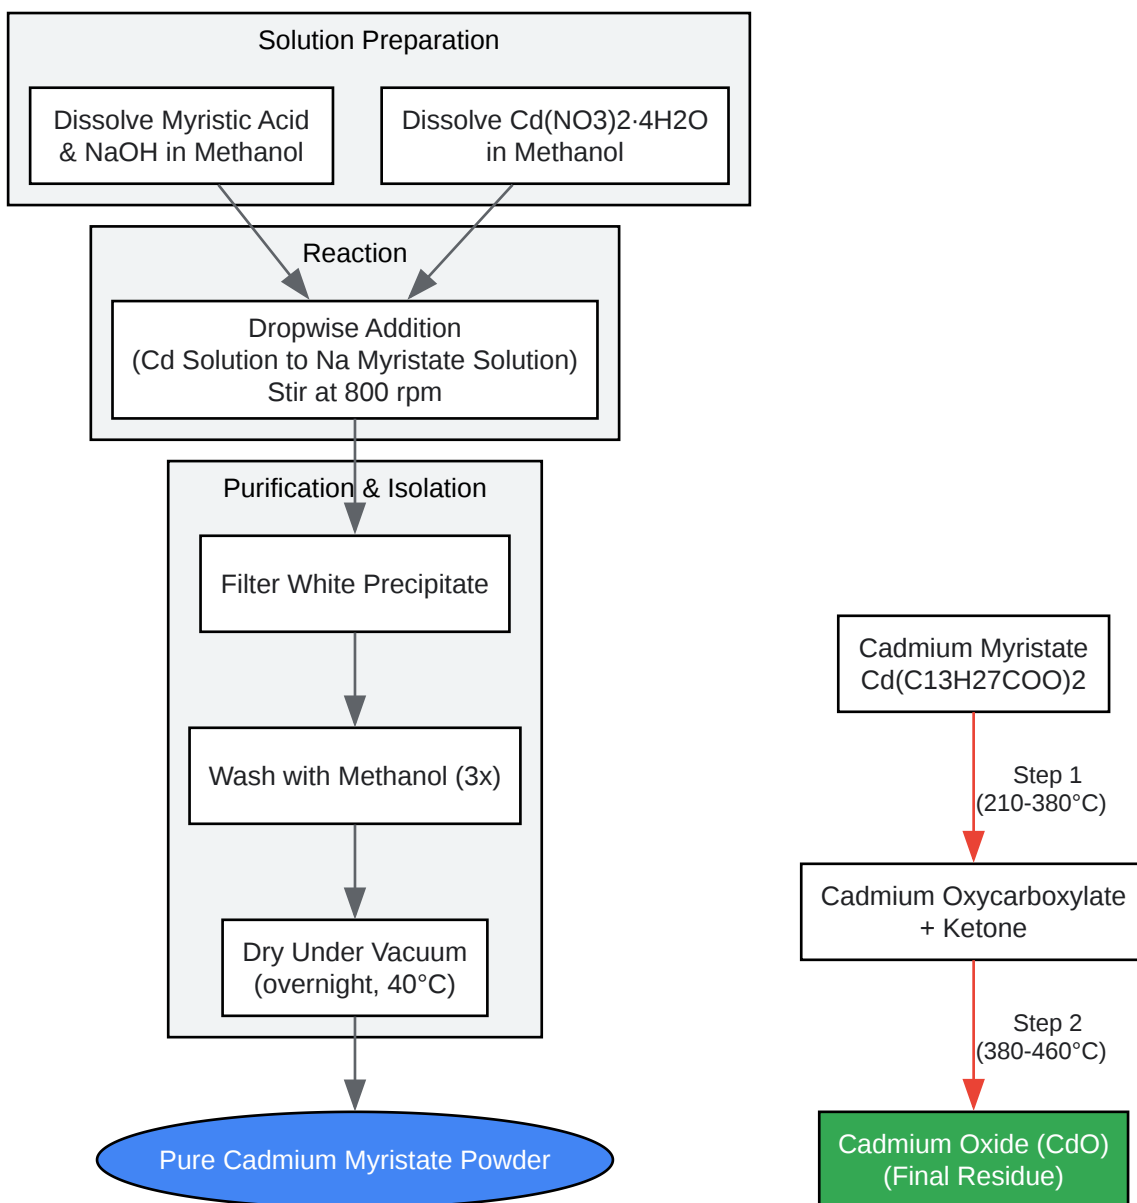 Solution Preparation
Dissolve Myristic Acid
& NaOH in Methanol
Dissolve Cd(NO3)2·4H2O
in Methanol
Reaction
Dropwise Addition
(Cd Solution to Na Myristate Solution)
Stir at 800 rpm
Purification & Isolation
Filter White Precipitate
Wash with Methanol (3x)
Dry Under Vacuum
(overnight, 40°C)
Pure Cadmium Myristate Powder
Cadmium Myristate
Cd(C13H27COO)2
Step 1
(210-380°C)
Cadmium Oxycarboxylate
+ Ketone
Step 2
(380-460°C)
Cadmium Oxide (CdO)
(Final Residue)